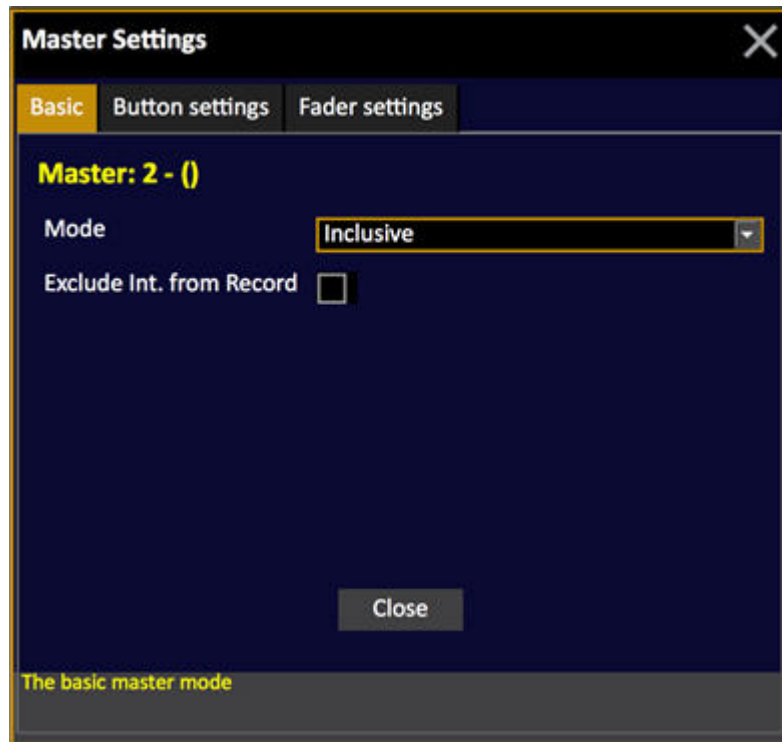 Master Settings
Basic Button settings Fader settings
Master: 2 - ()
Mode Inclusive
Exclude Int. from Record
Close
The basic master mode